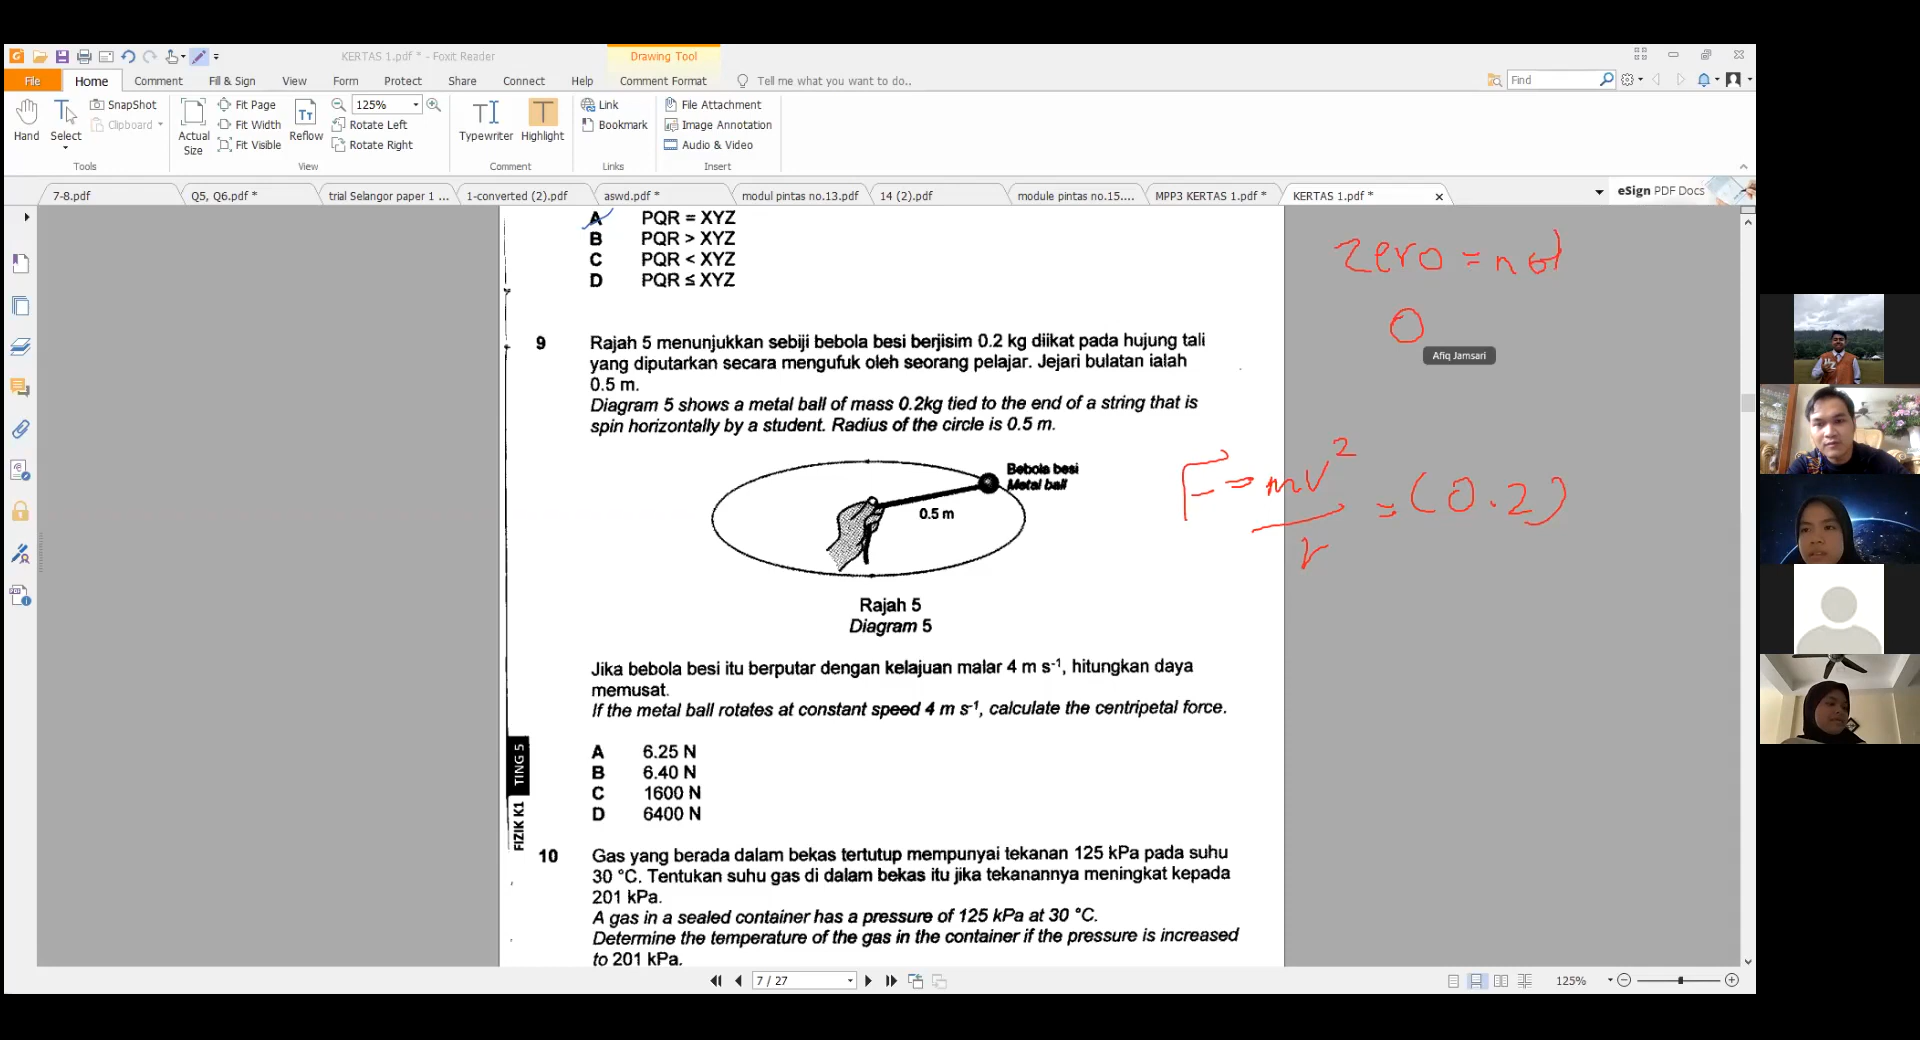 KERTAS 1.pdf * - Foxit Reader
Drawing Tool
File Home Comment Fill & Sign View Form Protect Share Connect Help Comment Format Tell me what you want to do.. Find
Hand
Select
SnapShot
Clipboard
Tools
Actual Size
Fit Page
Fit Width
Fit Visible
Reflow
125%
Rotate Left
Rotate Right
View
Typewriter
Highlight
Comment
Link
Bookmark
Links
File Attachment
Image Annotation
Audio & Video
Insert
7-8.pdf Q5, Q6.pdf * trial Selangor paper 1 ... 1-converted (2).pdf aswd.pdf * modul pintas no.13.pdf 14 (2).pdf module pintas no.15.... MPP3 KERTAS 1.pdf * KERTAS 1.pdf * eSign PDF Docs
A PQR = XYZ
B PQR > XYZ
C PQR < XYZ
D PQR ≤ XYZ
zero = not
0
Afiq Jamsari
9 Rajah 5 menunjukkan sebiji bebola besi berjisim 0.2 kg diikat pada hujung tali
yang diputarkan secara mengufuk oleh seorang pelajar. Jejari bulatan ialah
0.5 m.
Diagram 5 shows a metal ball of mass 0.2kg tied to the end of a string that is
spin horizontally by a student. Radius of the circle is 0.5 m.
Bebola besi
Metal ball
0.5 m
F = mv²/r = (0.2)
Rajah 5
Diagram 5
Jika bebola besi itu berputar dengan kelajuan malar 4 m s⁻¹, hitungkan daya
memusat.
If the metal ball rotates at constant speed 4 m s⁻¹, calculate the centripetal force.
A 6.25 N
B 6.40 N
C 1600 N
D 6400 N
FIZIK K1 TING 5
10 Gas yang berada dalam bekas tertutup mempunyai tekanan 125 kPa pada suhu
30 °C. Tentukan suhu gas di dalam bekas itu jika tekanannya meningkat kepada
201 kPa.
A gas in a sealed container has a pressure of 125 kPa at 30 °C.
Determine the temperature of the gas in the container if the pressure is increased
to 201 kPa.
7 / 27
125%